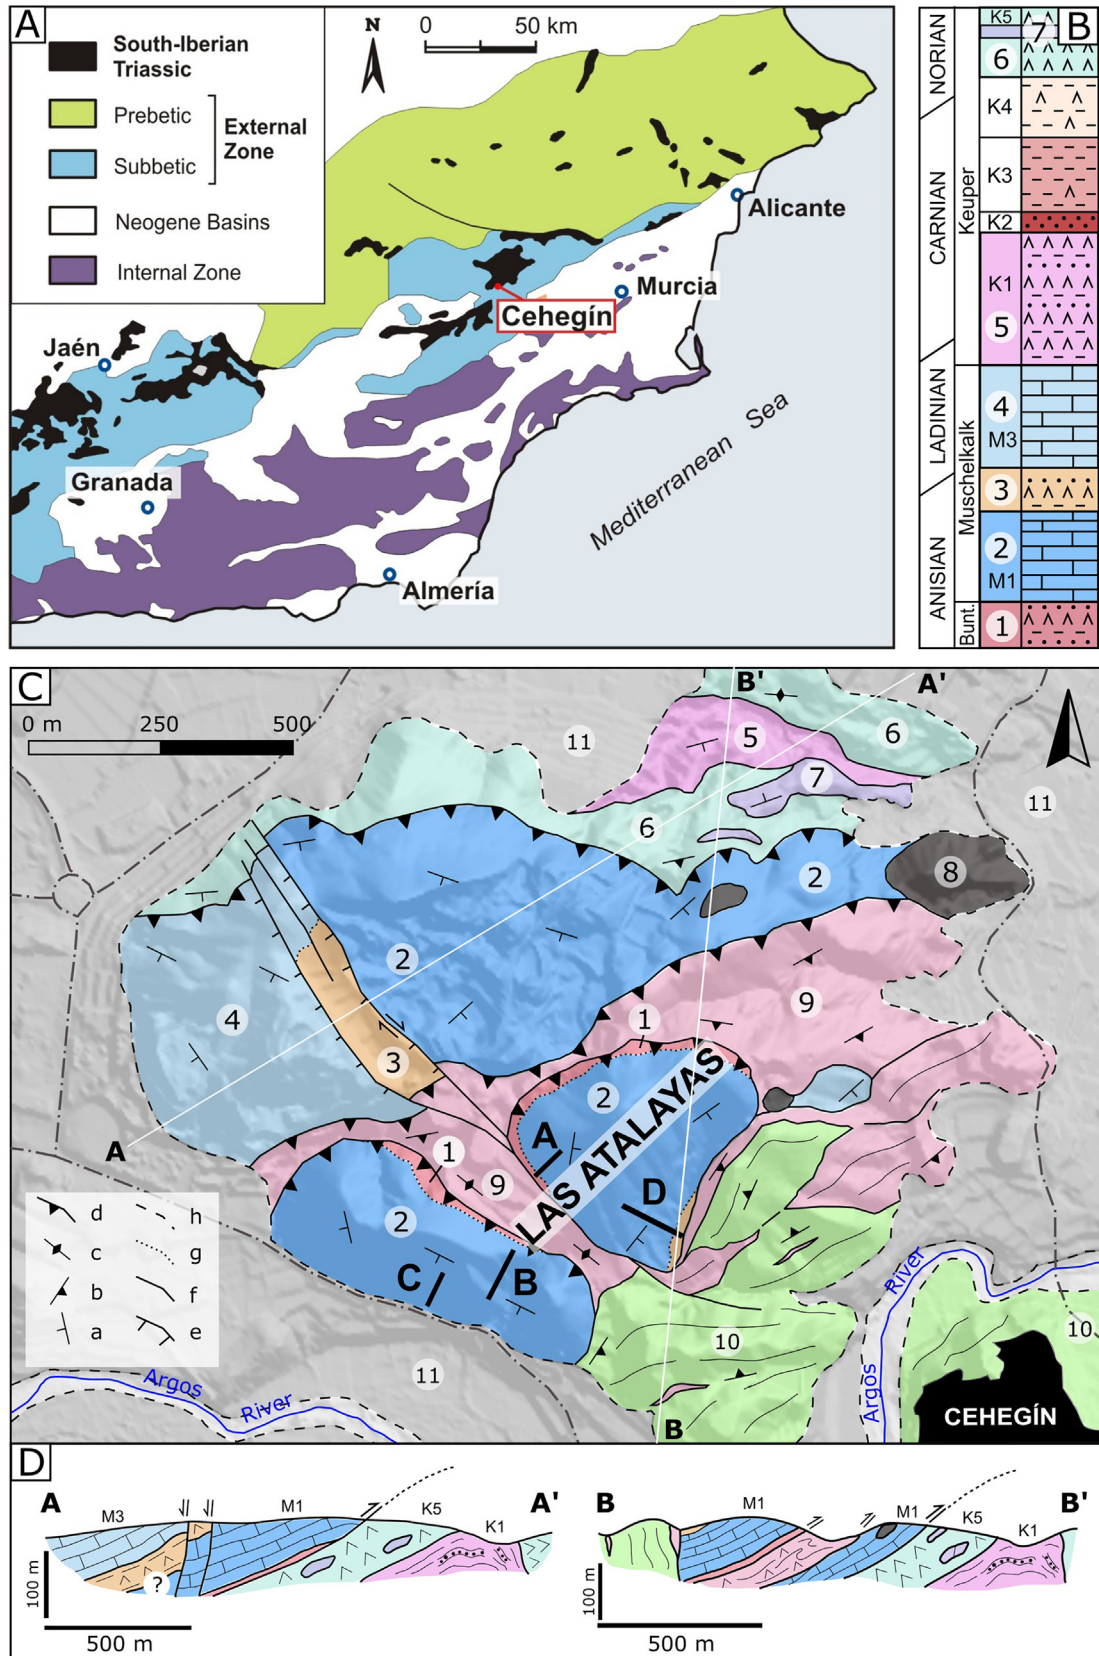 A
South-Iberian
Triassic
Prebetic
External
Zone
Subbetic
Neogene Basins
Internal Zone
N
0 50 km
Alicante
Murcia
Cehegín
Jaén
Granada
Almería
Mediterranean Sea
B
NORIAN
CARNIAN
LADINIAN
ANISIAN
Keuper
Muschelkalk
Bunt.
K5
7
6
K4
K3
K2
K1
5
4
M3
3
2
M1
1
C
0 m 250 500
B'
A'
11
5
6
7
11
6
2
8
2
4
9
1
3
2
LAS ATALAYAS
A
1
9
D
2
C
B
A
10
10
11
B
d
h
c
g
b
f
a
e
Argos
River
Argos
River
CEHEGÍN
D
A
M3
M1
K5
K1
A'
?
100 m
500 m
B
M1
M1
K5
K1
B'
100 m
500 m